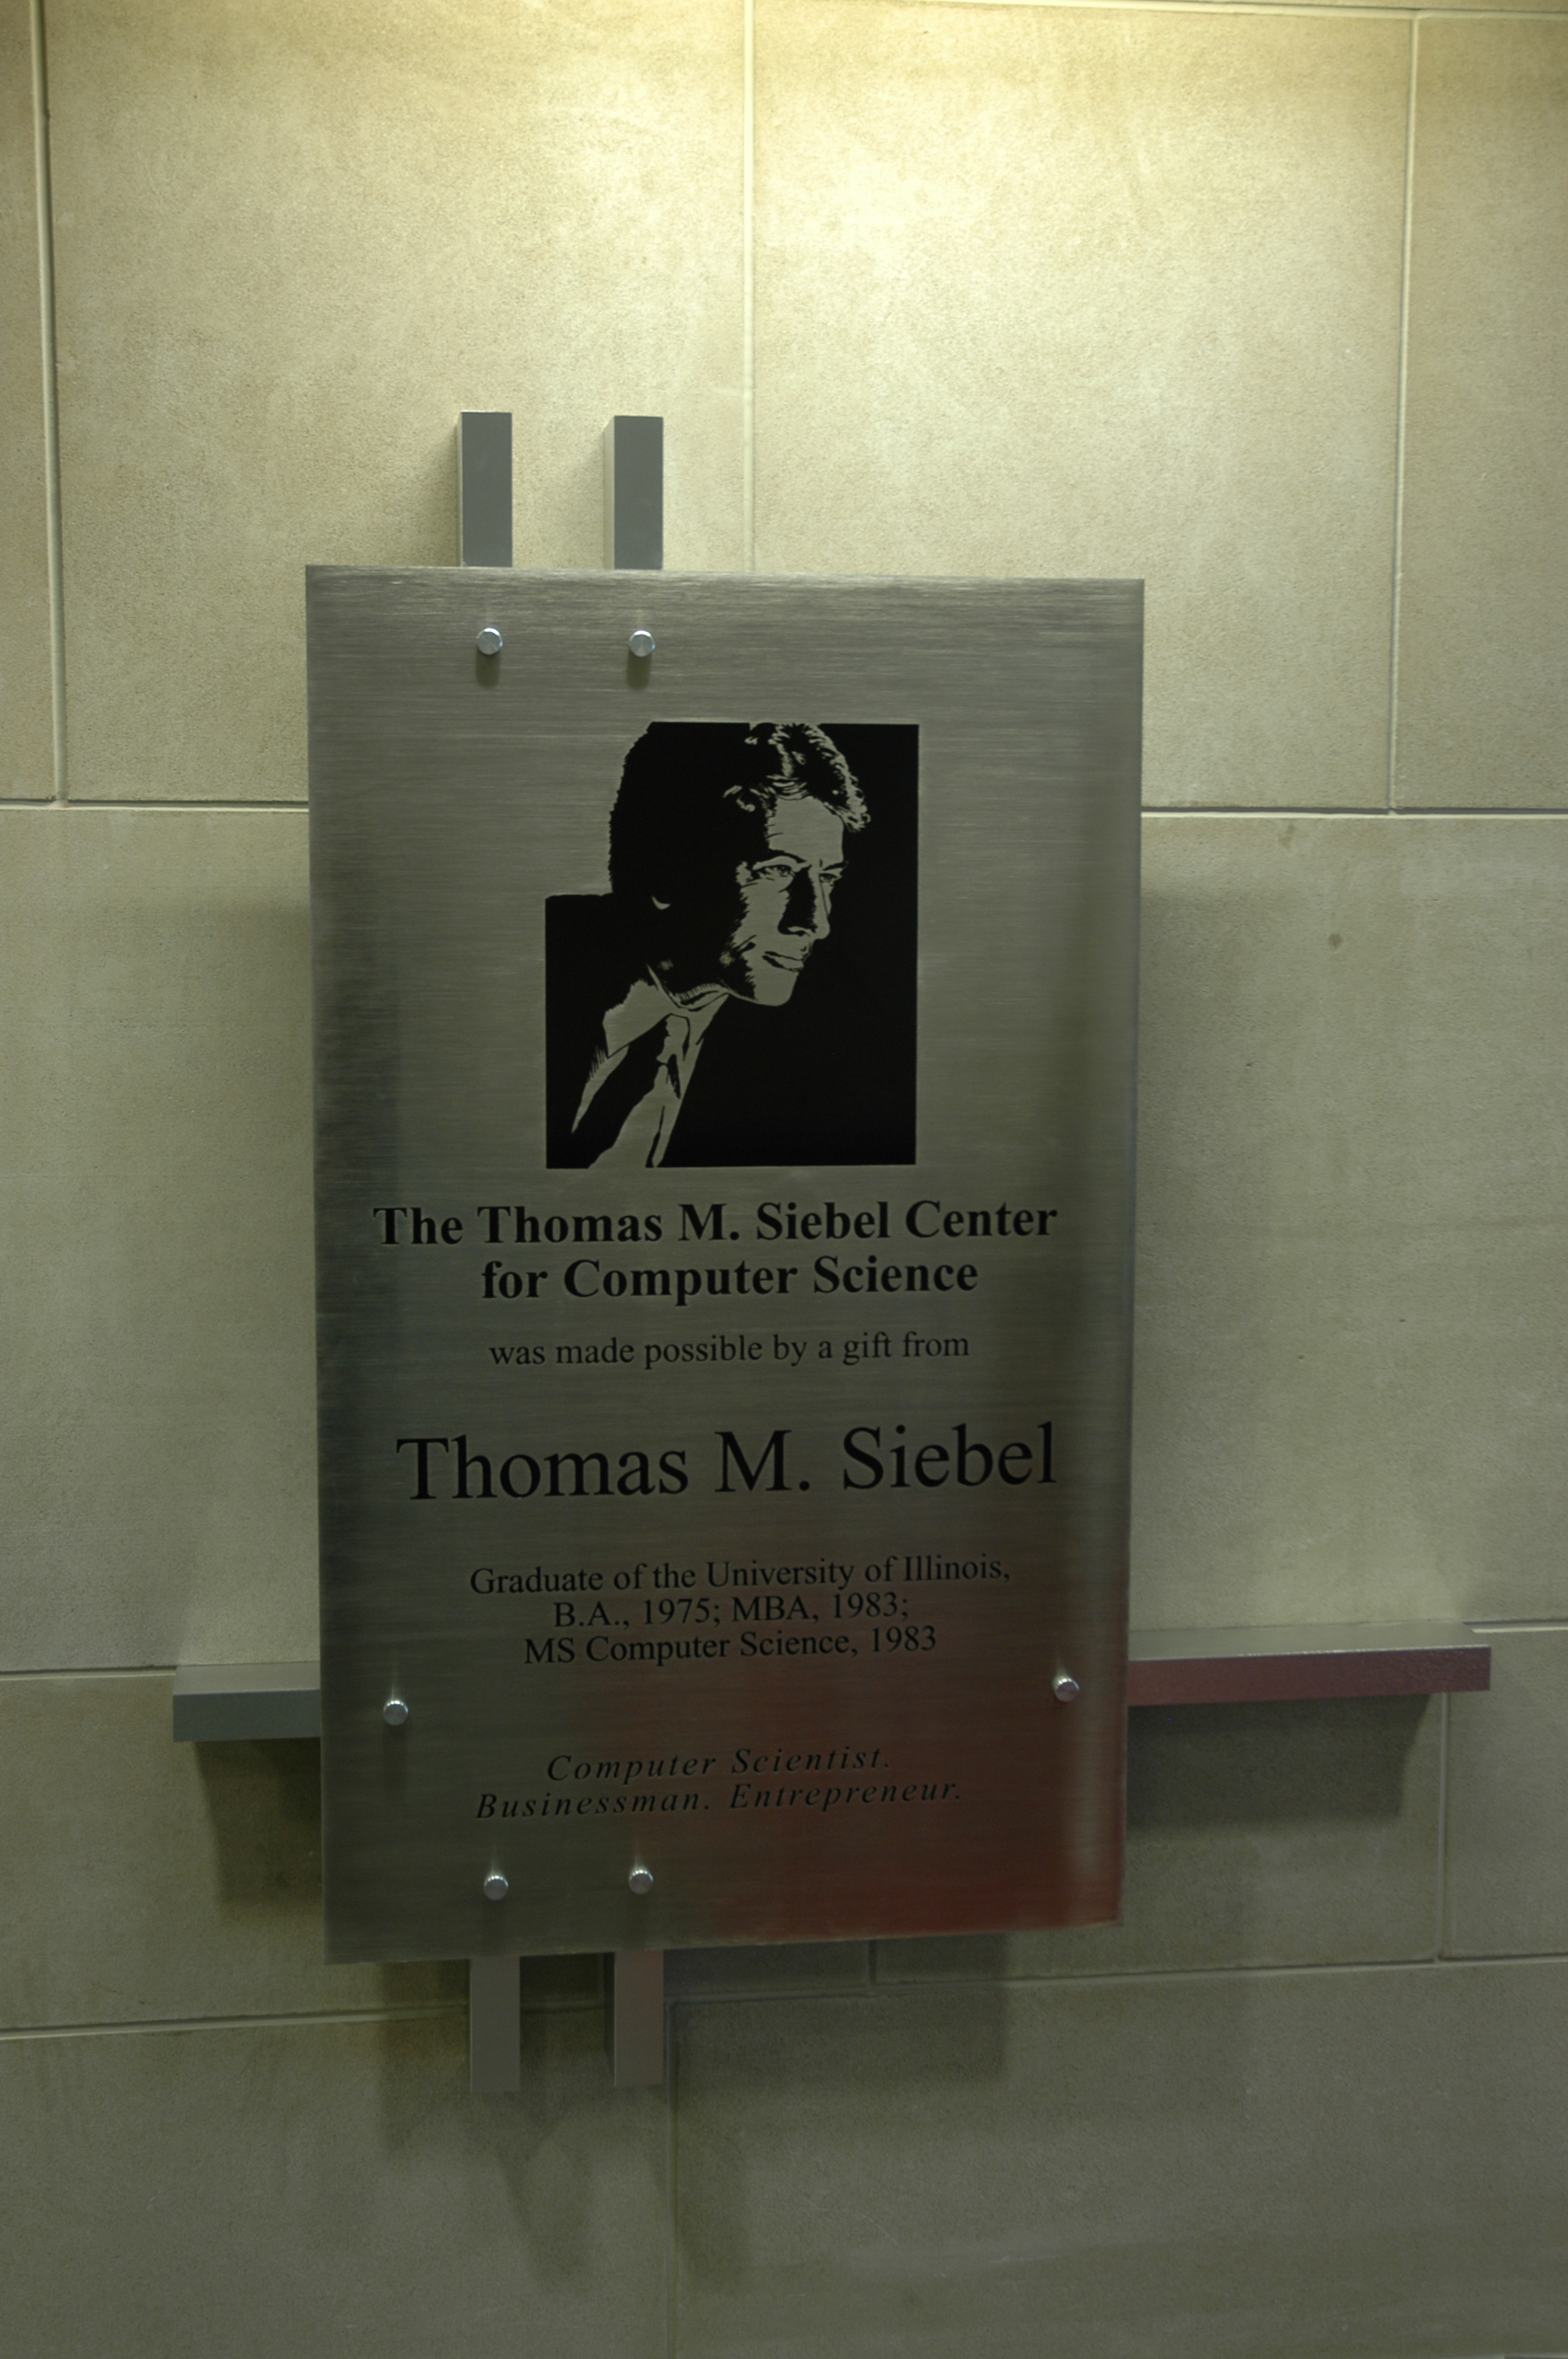 The Thomas M. Siebel Center
for Computer Science
was made possible by a gift from
Thomas M. Siebel
Graduate of the University of Illinois,
B.A., 1975; MBA, 1983;
MS Computer Science, 1983
Computer Scientist.
Businessman. Entrepreneur.